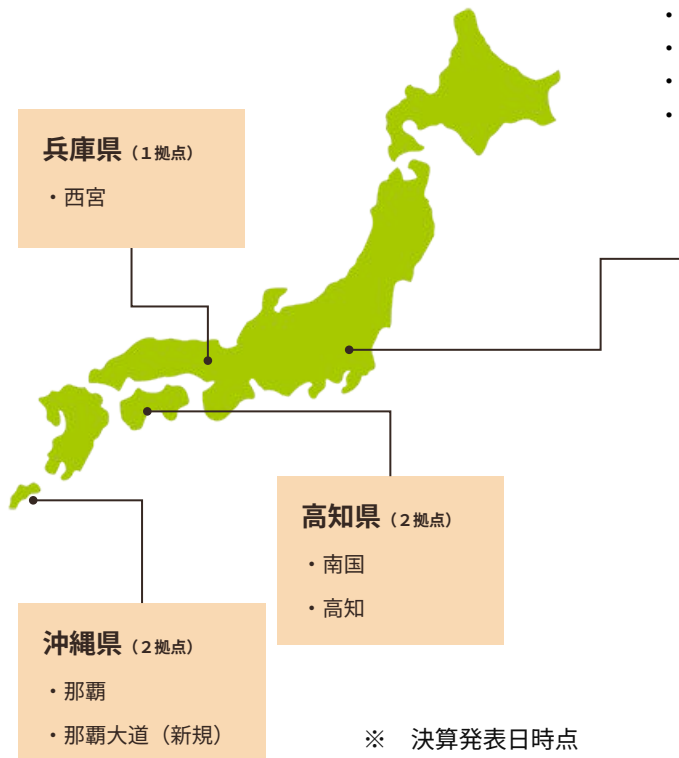 兵庫県（１拠点）
・西宮
高知県（２拠点）
・南国
・高知
沖縄県（２拠点）
・那覇
・那覇大道（新規）
※　決算発表日時点